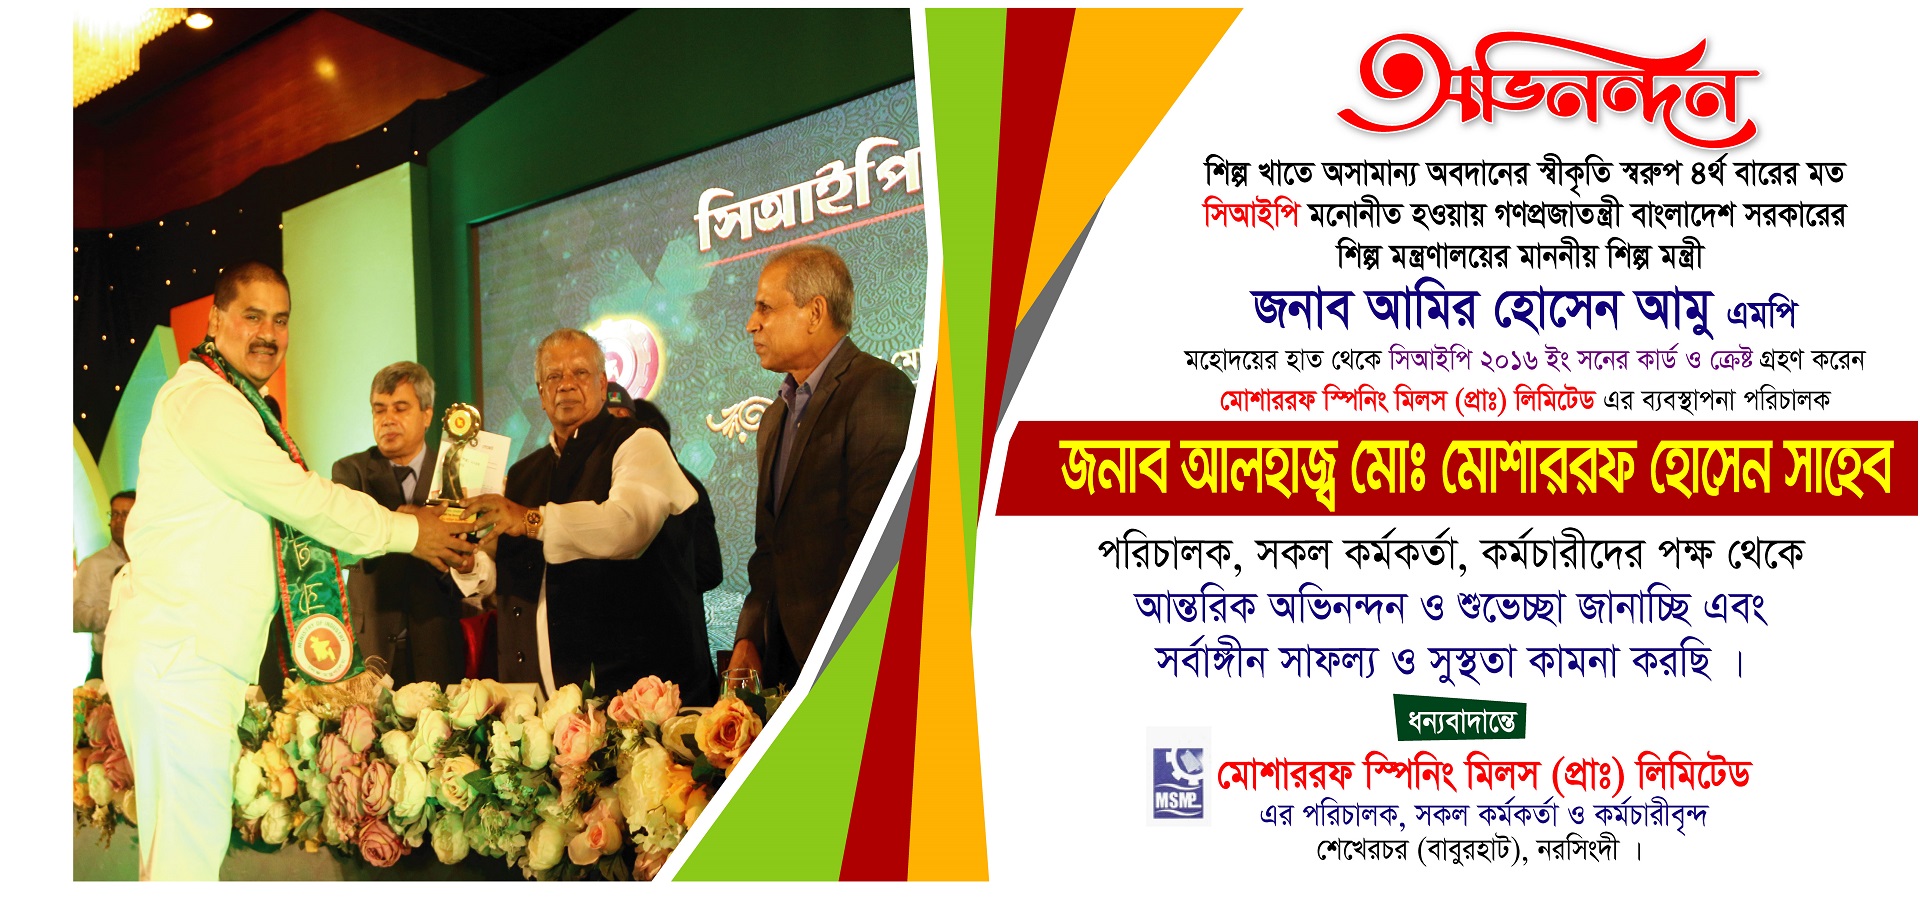 সিআইপি
MINISTRY OF INDUSTRY
অভিনন্দন
শিল্প খাতে অসামান্য অবদানের স্বীকৃতি স্বরুপ ৪র্থ বারের মত
সিআইপি মনোনীত হওয়ায় গণপ্রজাতন্ত্রী বাংলাদেশ সরকারের
শিল্প মন্ত্রণালয়ের মাননীয় শিল্প মন্ত্রী
জনাব আমির হোসেন আমু এমপি
মহোদয়ের হাত থেকে সিআইপি ২০১৬ ইং সনের কার্ড ও ক্রেষ্ট গ্রহণ করেন
মোশাররফ স্পিনিং মিলস (প্রাঃ) লিমিটেড এর ব্যবস্থাপনা পরিচালক
জনাব আলহাজ্ব মোঃ মোশাররফ হোসেন সাহেব
পরিচালক, সকল কর্মকর্তা, কর্মচারীদের পক্ষ থেকে
আন্তরিক অভিনন্দন ও শুভেচ্ছা জানাচ্ছি এবং
সর্বাঙ্গীন সাফল্য ও সুস্থতা কামনা করছি ।
ধন্যবাদান্তে
MSMP
মোশাররফ স্পিনিং মিলস (প্রাঃ) লিমিটেড
এর পরিচালক, সকল কর্মকর্তা ও কর্মচারীবৃন্দ
শেখেরচর (বাবুরহাট), নরসিংদী ।